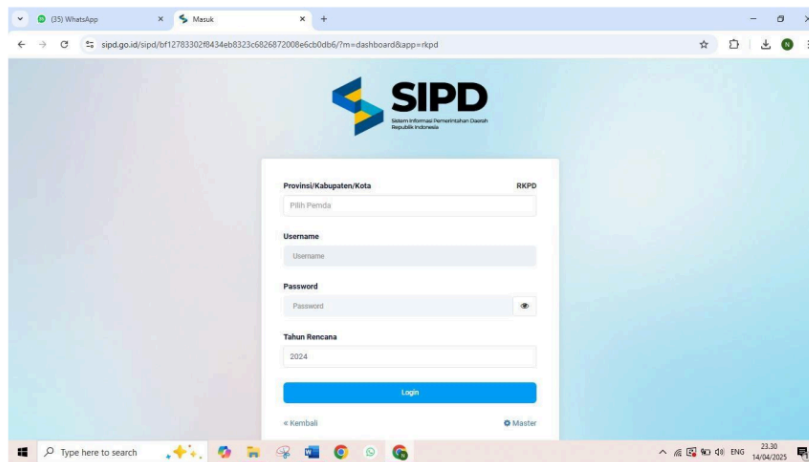 (35) WhatsApp
Masuk
sipd.go.id/sipd/bf12783302f8434eb8323c6826872008e6cb0db6/?m=dashboard&app=rkpd
N
SIPD
Sistem Informasi Pemerintahan Daerah
Republik Indonesia
Provinsi/Kabupaten/Kota RKPD
Pilih Pemda
Username
Username
Password
Password
Tahun Rencana
2024
Login
« Kembali Master
Type here to search
ENG
23.30
14/04/2025